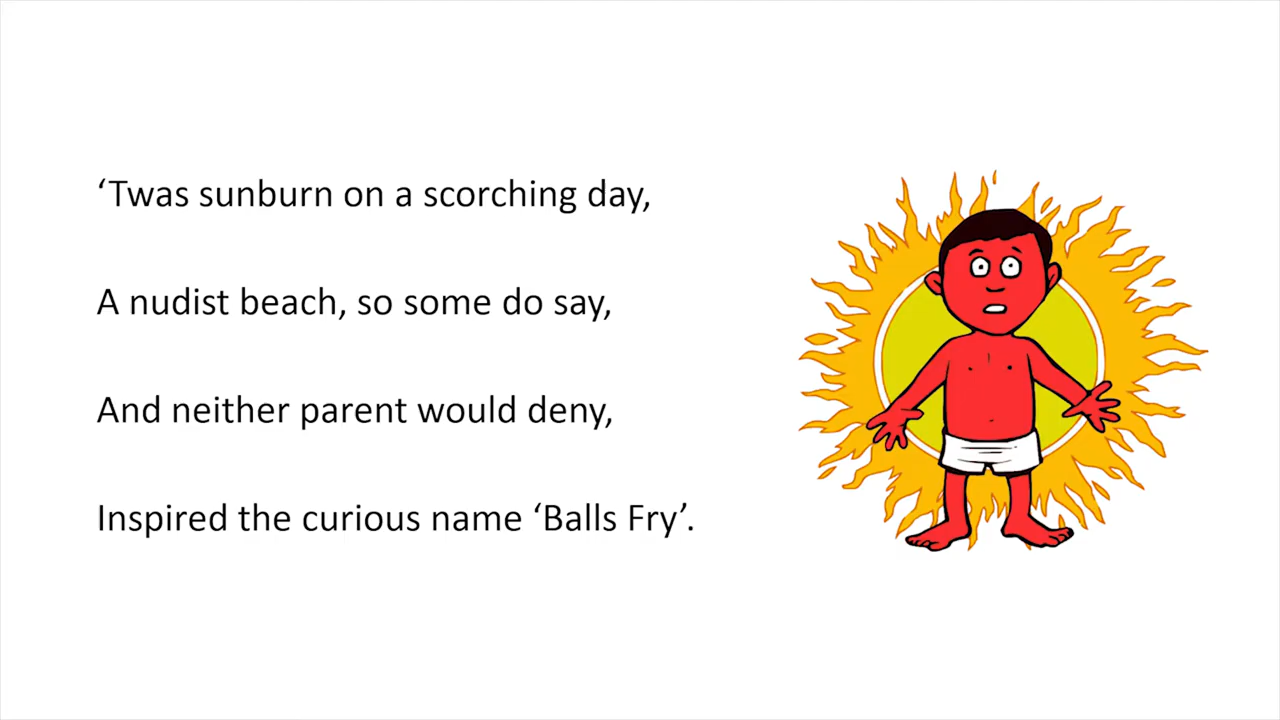 ‘Twas sunburn on a scorching day,
A nudist beach, so some do say,
And neither parent would deny,
Inspired the curious name ‘Balls Fry’.